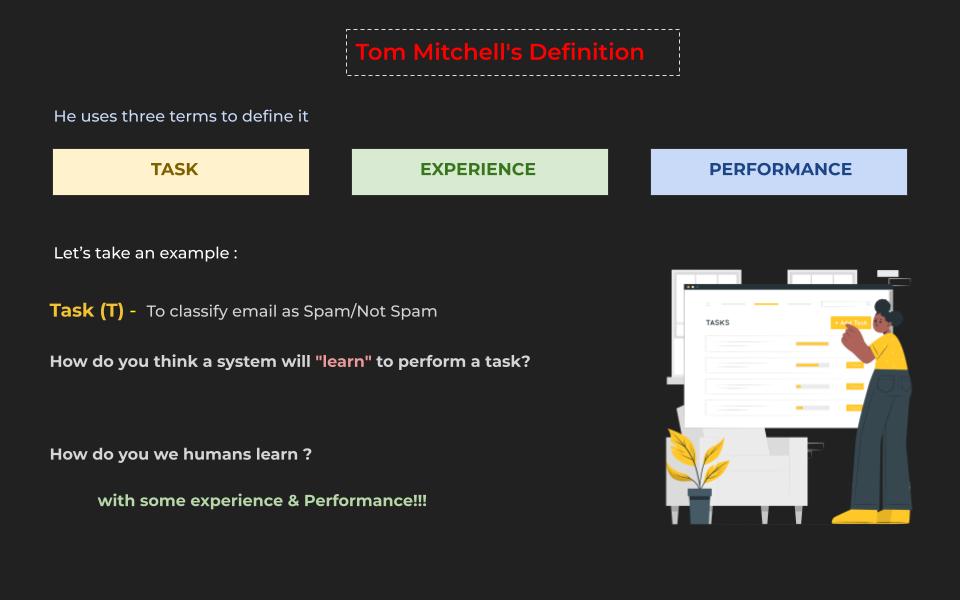 Tom Mitchell's Definition
He uses three terms to define it
TASK
EXPERIENCE
PERFORMANCE
Let's take an example :
Task (T) - To classify email as Spam/Not Spam
How do you think a system will "learn" to perform a task?
How do you we humans learn ?
with some experience & Performance!!!
TASKS
+ Add Task